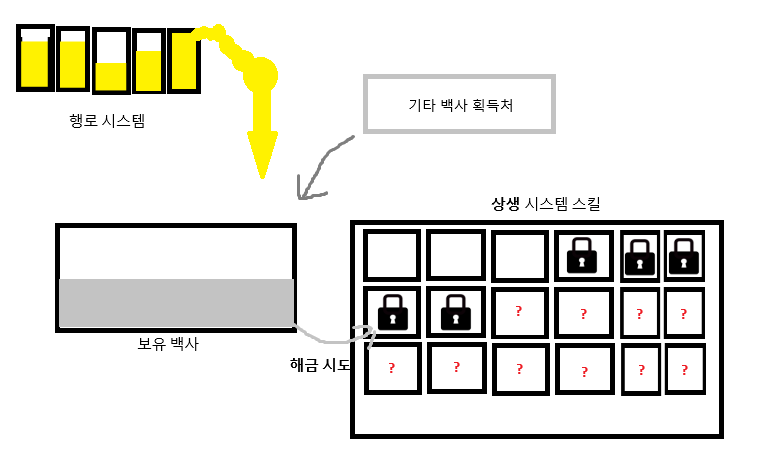 행로 시스템
기타 백사 획득처
상생 시스템 스킬
? ? ? ?
보유 백사
해금 시도
? ? ? ? ? ?